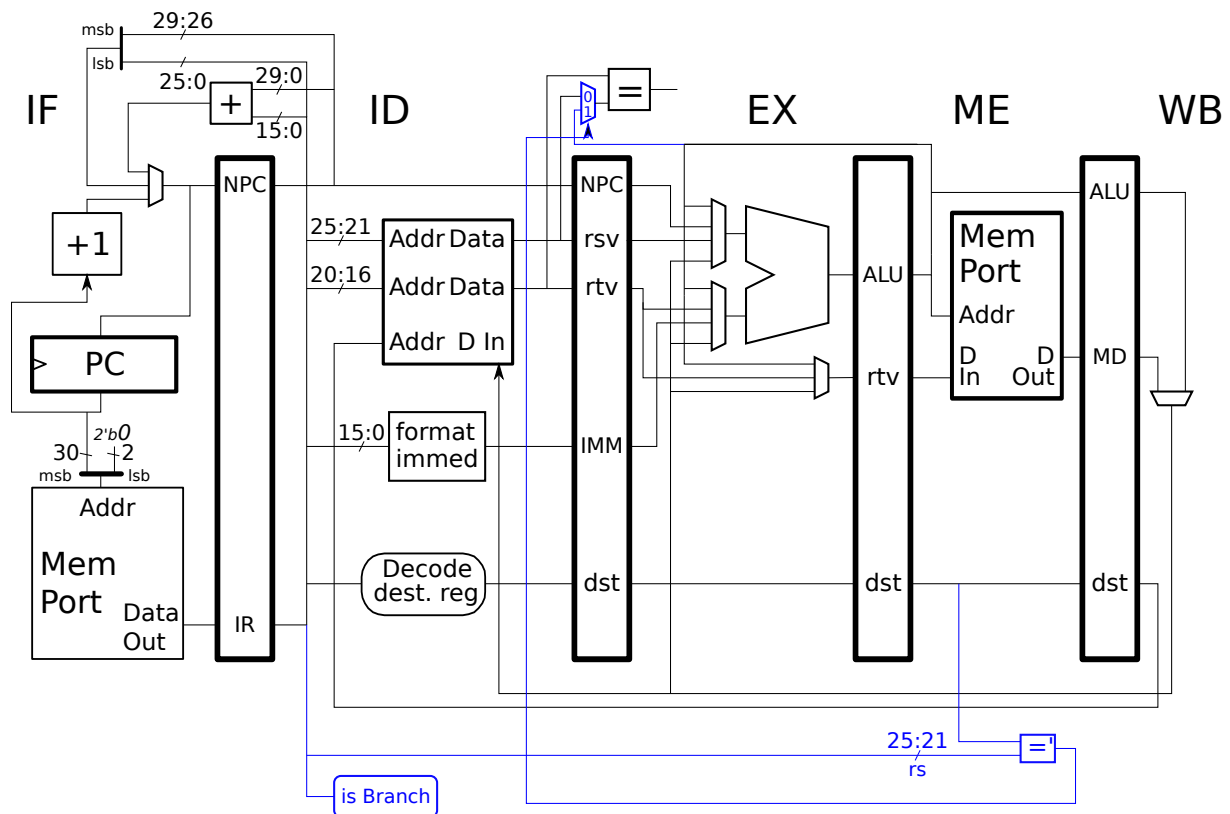 29:26
msb
lsb
25:0
29:0
+
15:0
IF
ID
EX
ME
WB
=
0
1
NPC
NPC
ALU
+1
25:21
Addr Data
rsv
20:16
Addr Data
rtv
ALU
Mem
Port
Addr
Addr D In
PC
D
In
D
Out
rtv
MD
15:0
format
immed
IMM
2'b0
30
2
msb
lsb
Addr
Mem
Port
Data
Out
IR
Decode
dest. reg
dst
dst
dst
25:21
rs
='
is Branch